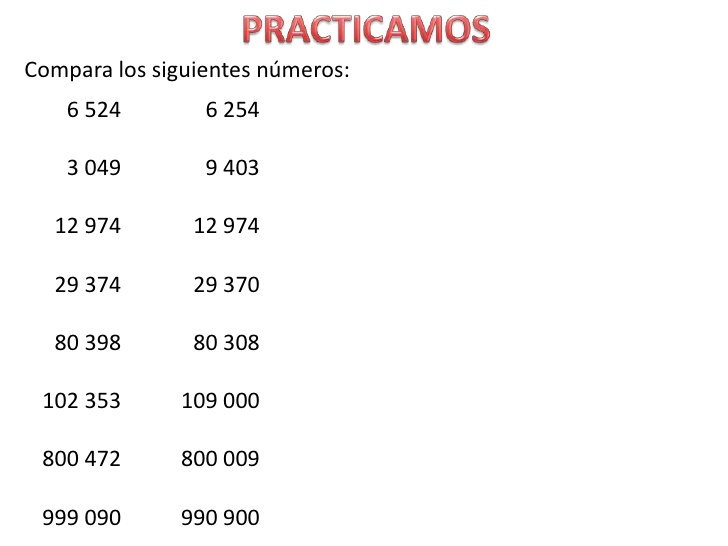 PRACTICAMOS
Compara los siguientes números:
6 524 6 254
3 049 9 403
12 974 12 974
29 374 29 370
80 398 80 308
102 353 109 000
800 472 800 009
999 090 990 900